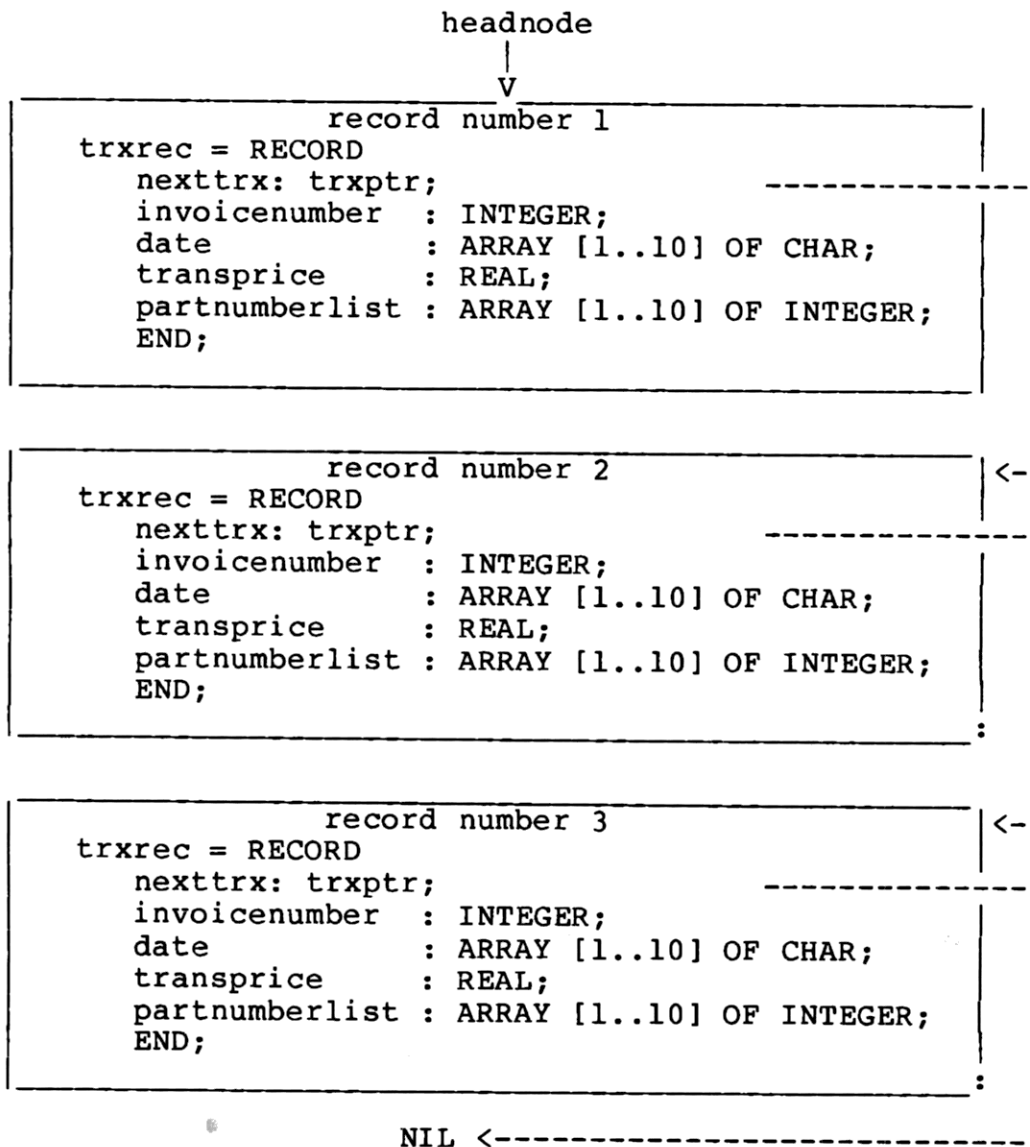 headnode
|
V
record number 1
trxrec = RECORD
nexttrx: trxptr; --------------
invoicenumber : INTEGER;
date : ARRAY [1..10] OF CHAR;
transprice : REAL;
partnumberlist : ARRAY [1..10] OF INTEGER;
END;
record number 2 <-
trxrec = RECORD
nexttrx: trxptr; --------------
invoicenumber : INTEGER;
date : ARRAY [1..10] OF CHAR;
transprice : REAL;
partnumberlist : ARRAY [1..10] OF INTEGER;
END;
:
record number 3 <-
trxrec = RECORD
nexttrx: trxptr; --------------
invoicenumber : INTEGER;
date : ARRAY [1..10] OF CHAR;
transprice : REAL;
partnumberlist : ARRAY [1..10] OF INTEGER;
END;
:
NIL <----------------------------